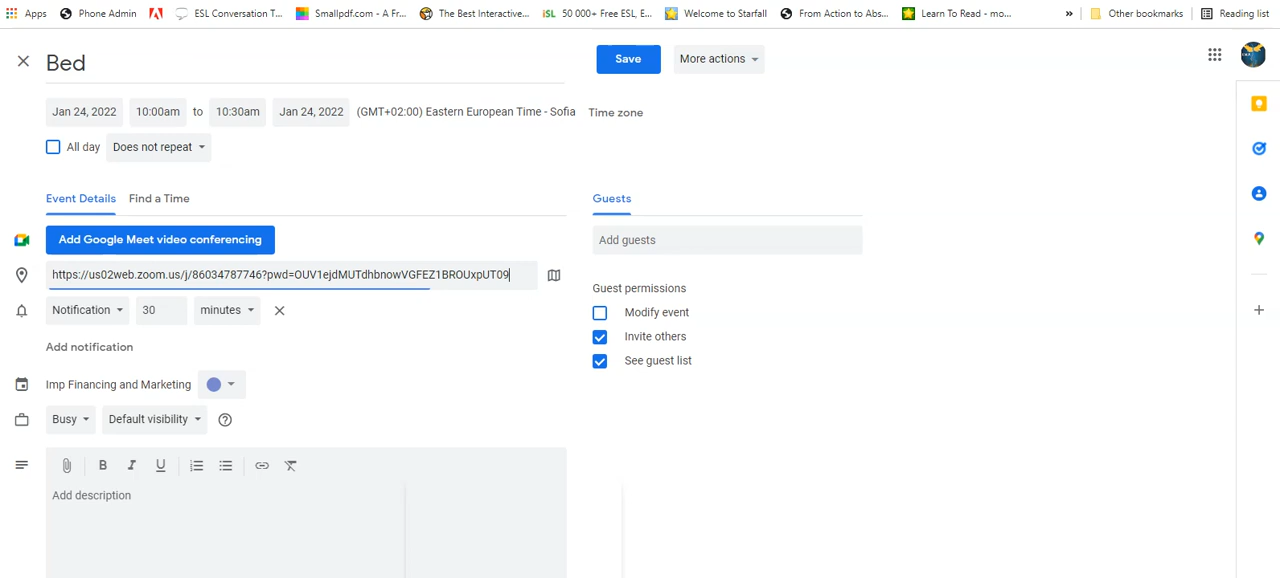 Apps Phone Admin ESL Conversation T... Smallpdf.com - A Fr... The Best Interactive... iSL 50 000+ Free ESL, E... Welcome to Starfall From Action to Abs... Learn To Read - mo... » Other bookmarks Reading list
Bed Save More actions
Jan 24, 2022 10:00am to 10:30am Jan 24, 2022 (GMT+02:00) Eastern European Time - Sofia Time zone
All day Does not repeat
Event Details Find a Time Guests
Add Google Meet video conferencing Add guests
https://us02web.zoom.us/j/86034787746?pwd=OUV1ejdMUTdhbnowVGFEZ1BROUxpUT09
Guest permissions
Notification 30 minutes Modify event
Invite others
Add notification
See guest list
Imp Financing and Marketing
Busy Default visibility
B I U
Add description